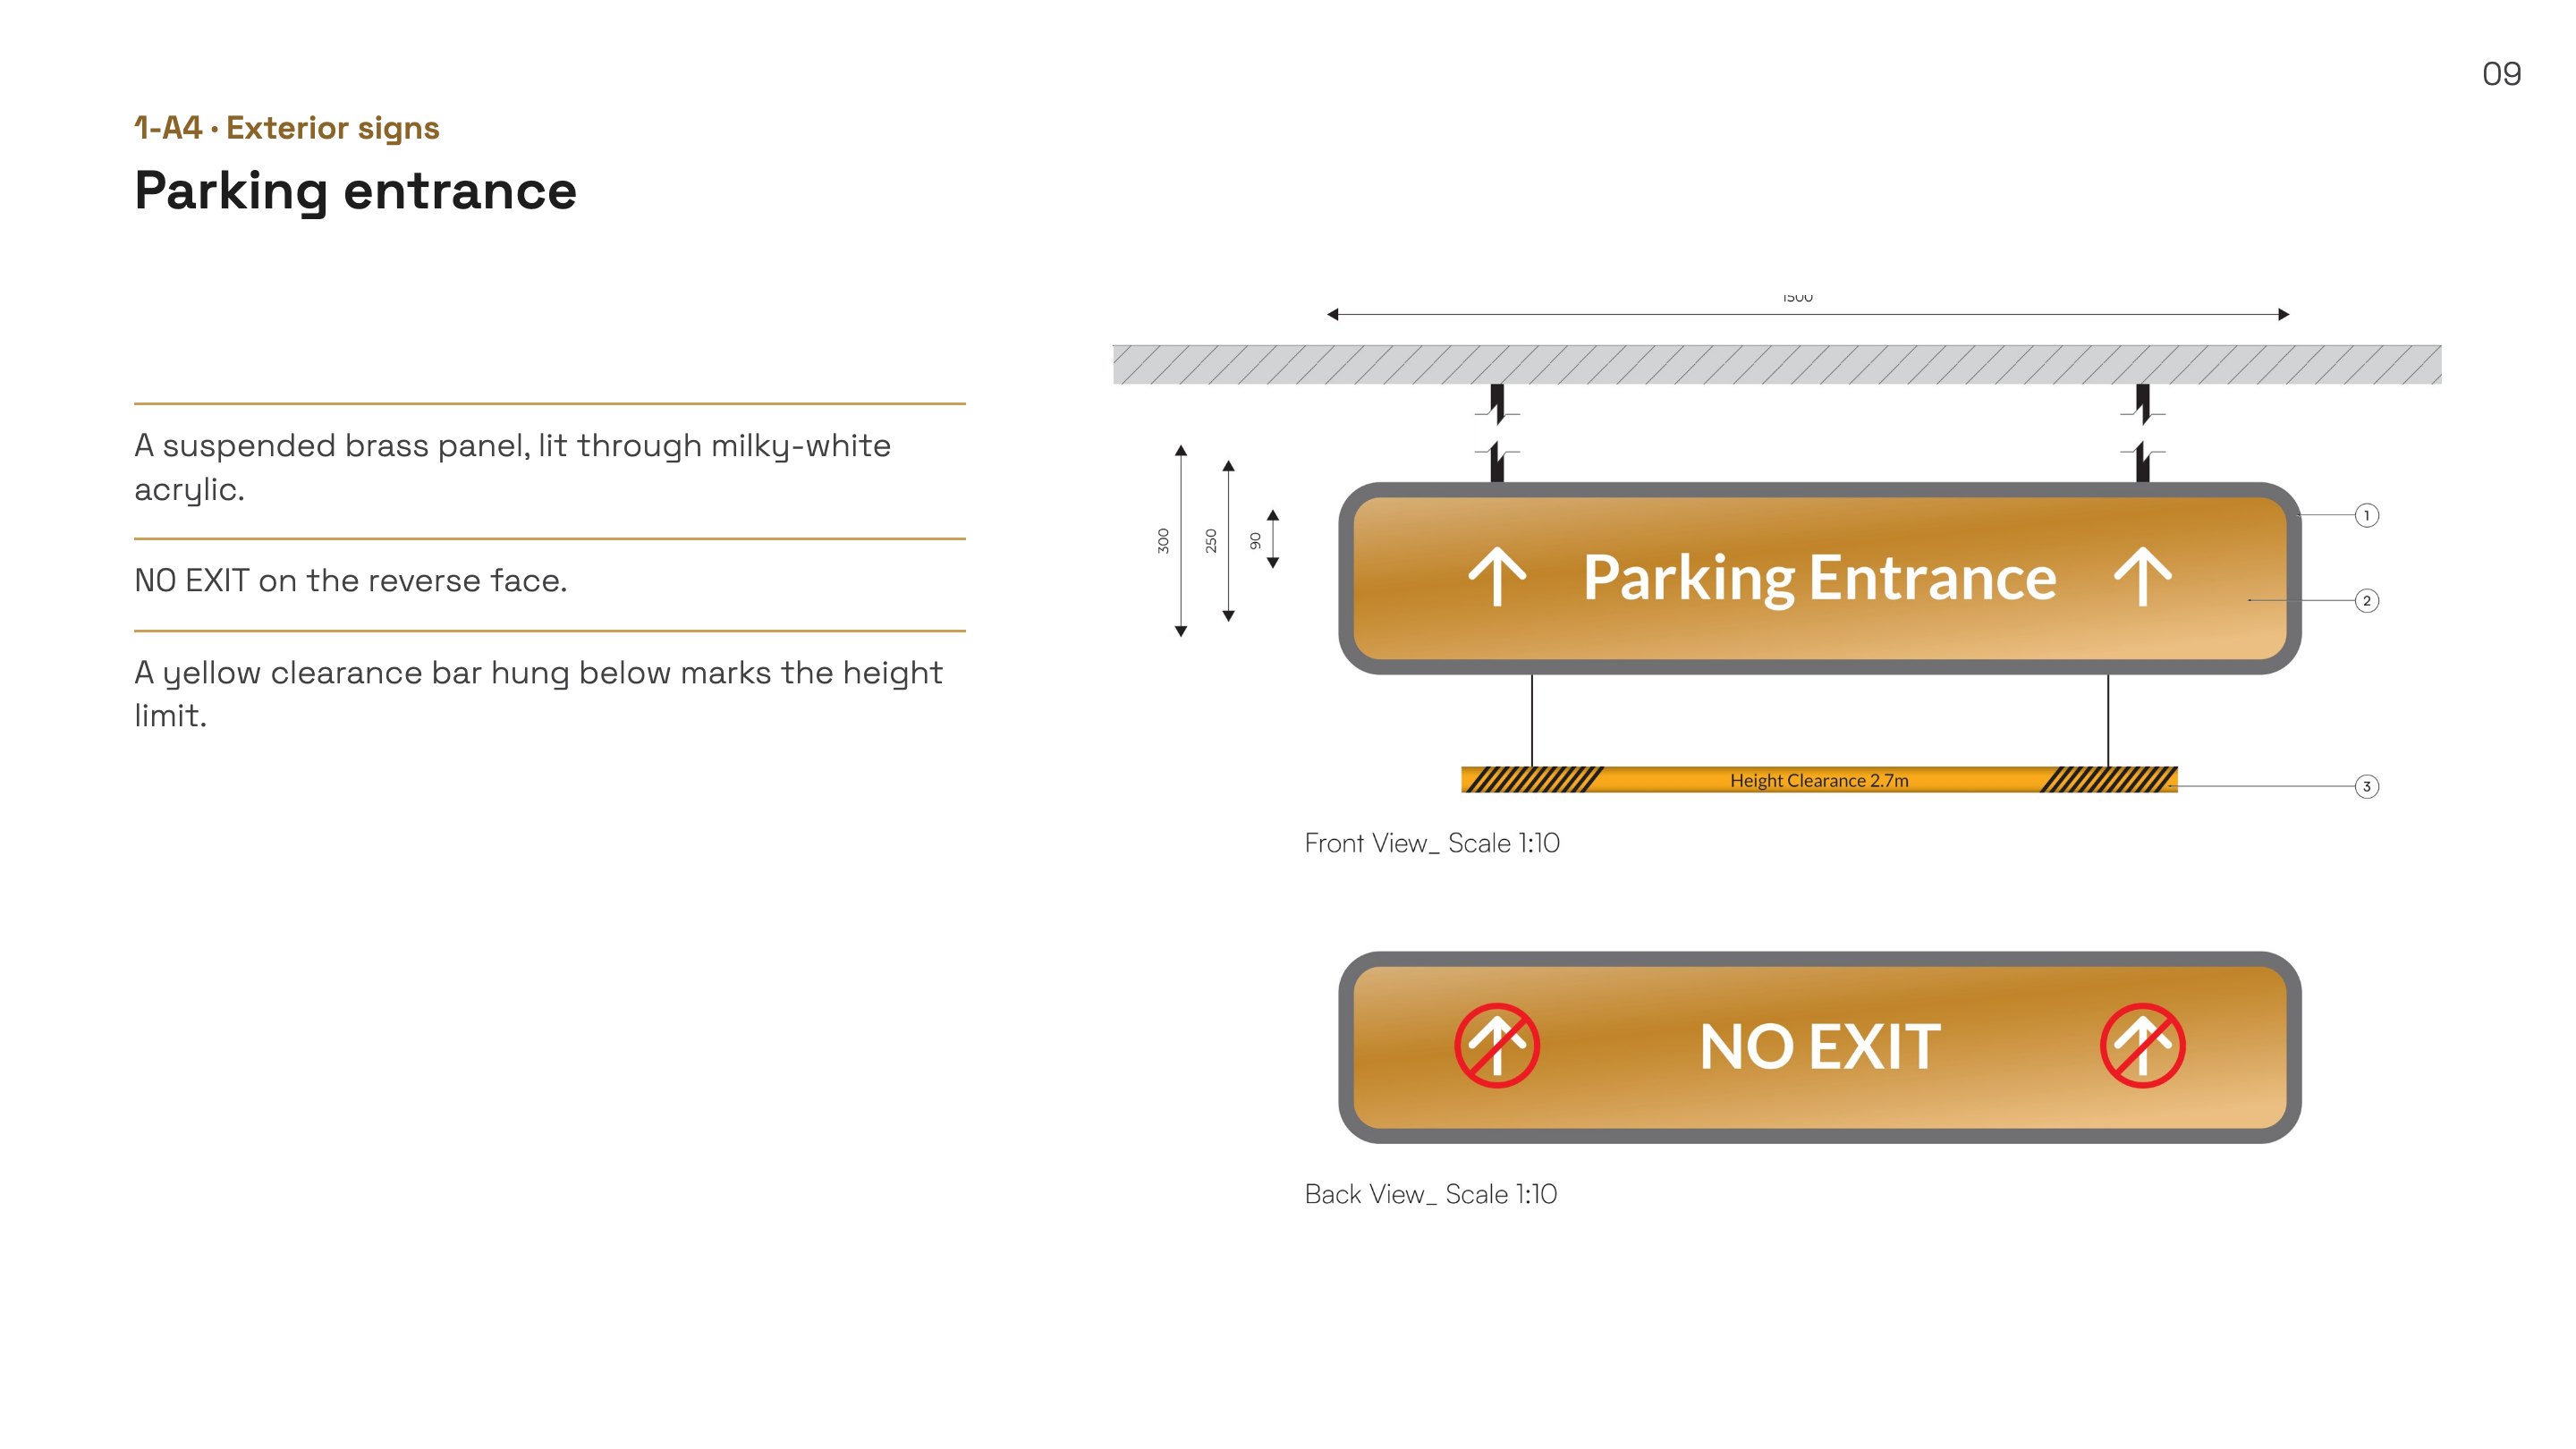 09
1-A4 · Exterior signs
Parking entrance
A suspended brass panel, lit through milky-white
acrylic.
NO EXIT on the reverse face.
A yellow clearance bar hung below marks the height
limit.
1500
300
250
90
Parking Entrance
1
2
Height Clearance 2.7m
3
Front View_ Scale 1:10
NO EXIT
Back View_ Scale 1:10